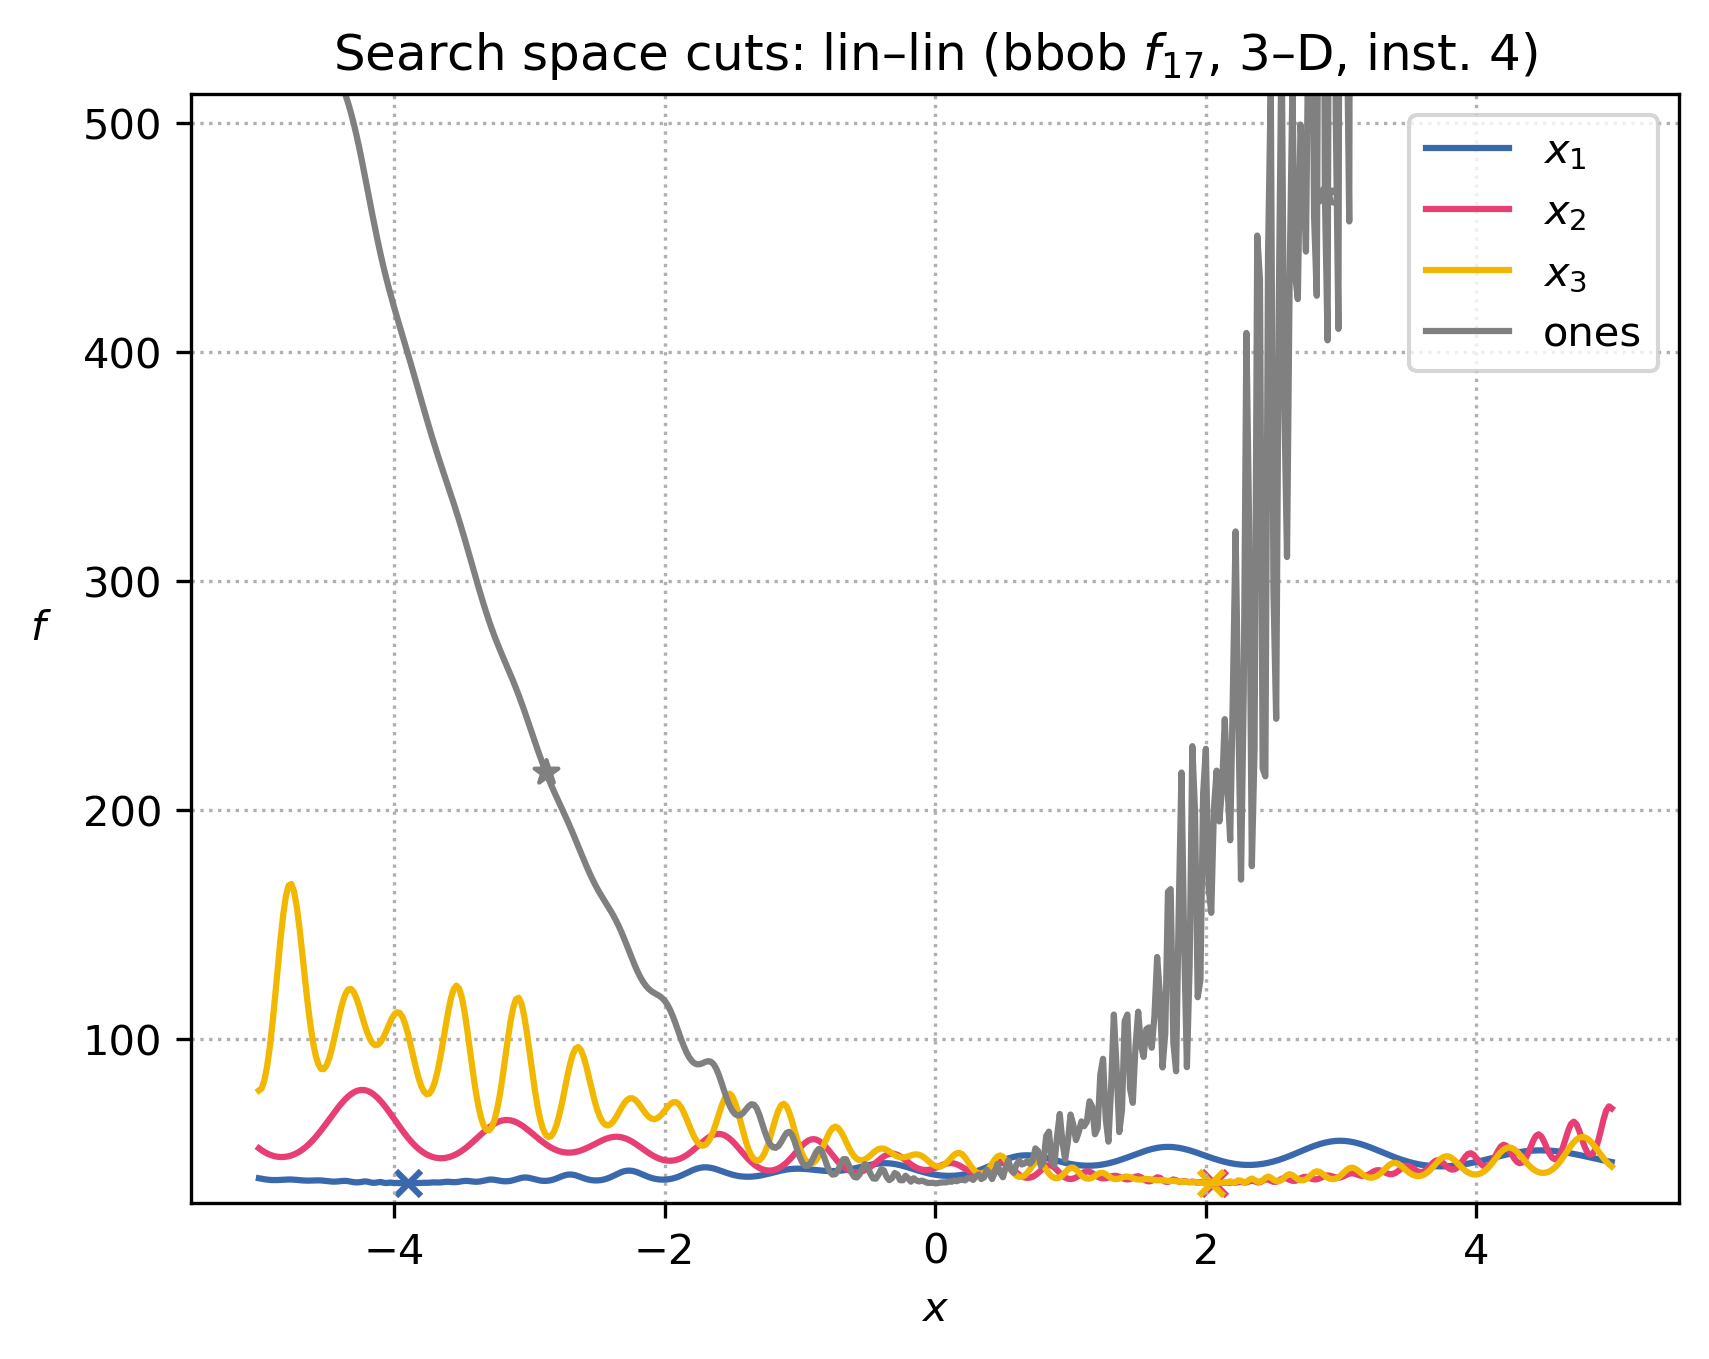 Search space cuts: lin–lin (bbob f₁₇, 3–D, inst. 4)
500
400
300
200
100
f
−4
−2
0
2
4
x
x₁
x₂
x₃
ones